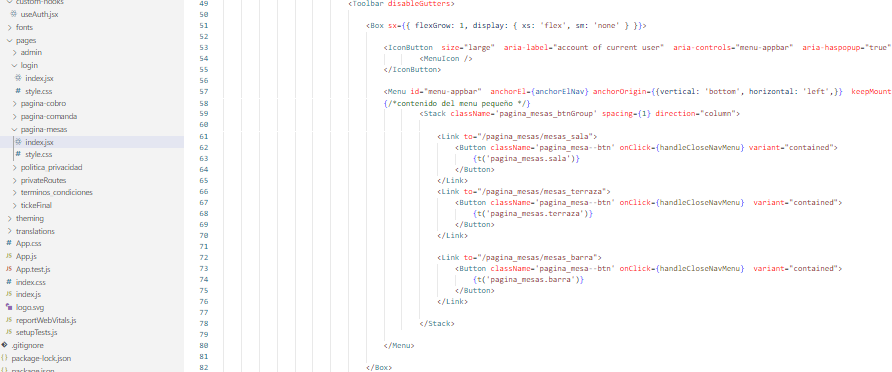 custom-hooks
useAuth.jsx
fonts
pages
admin
login
index.jsx
style.css
pagina-cobro
pagina-comanda
pagina-mesas
index.jsx
style.css
politica_privacidad
privateRoutes
terminos_condiciones
tickeFinal
theming
translations
App.css
App.js
App.test.js
index.css
index.js
logo.svg
reportWebVitals.js
setupTests.js
.gitignore
package-lock.json
package.json
49 <Toolbar disableGutters>
50
51 <Box sx={{ flexGrow: 1, display: { xs: 'flex', sm: 'none' } }}>
52
53 <IconButton size="large" aria-label="account of current user" aria-controls="menu-appbar" aria-haspopup="true"
54 <MenuIcon />
55 </IconButton>
56
57 <Menu id="menu-appbar" anchorEl={anchorElNav} anchorOrigin={{vertical: 'bottom', horizontal: 'left',}} keepMount
58 {/*contenido del menu pequeño */}
59 <Stack className='pagina_mesas_btnGroup' spacing={1} direction="column">
60
61 <Link to="/pagina_mesas/mesas_sala">
62 <Button className='pagina_mesa--btn' onClick={handleCloseNavMenu} variant="contained">
63 {t('pagina_mesas.sala')}
64 </Button>
65 </Link>
66 <Link to="/pagina_mesas/mesas_terraza">
67 <Button className='pagina_mesa--btn' onClick={handleCloseNavMenu} variant="contained">
68 {t('pagina_mesas.terraza')}
69 </Button>
70 </Link>
71
72 <Link to="/pagina_mesas/mesas_barra">
73 <Button className='pagina_mesa--btn' onClick={handleCloseNavMenu} variant="contained">
74 {t('pagina_mesas.barra')}
75 </Button>
76 </Link>
77
78 </Stack>
79
80 </Menu>
81
82 </Box>